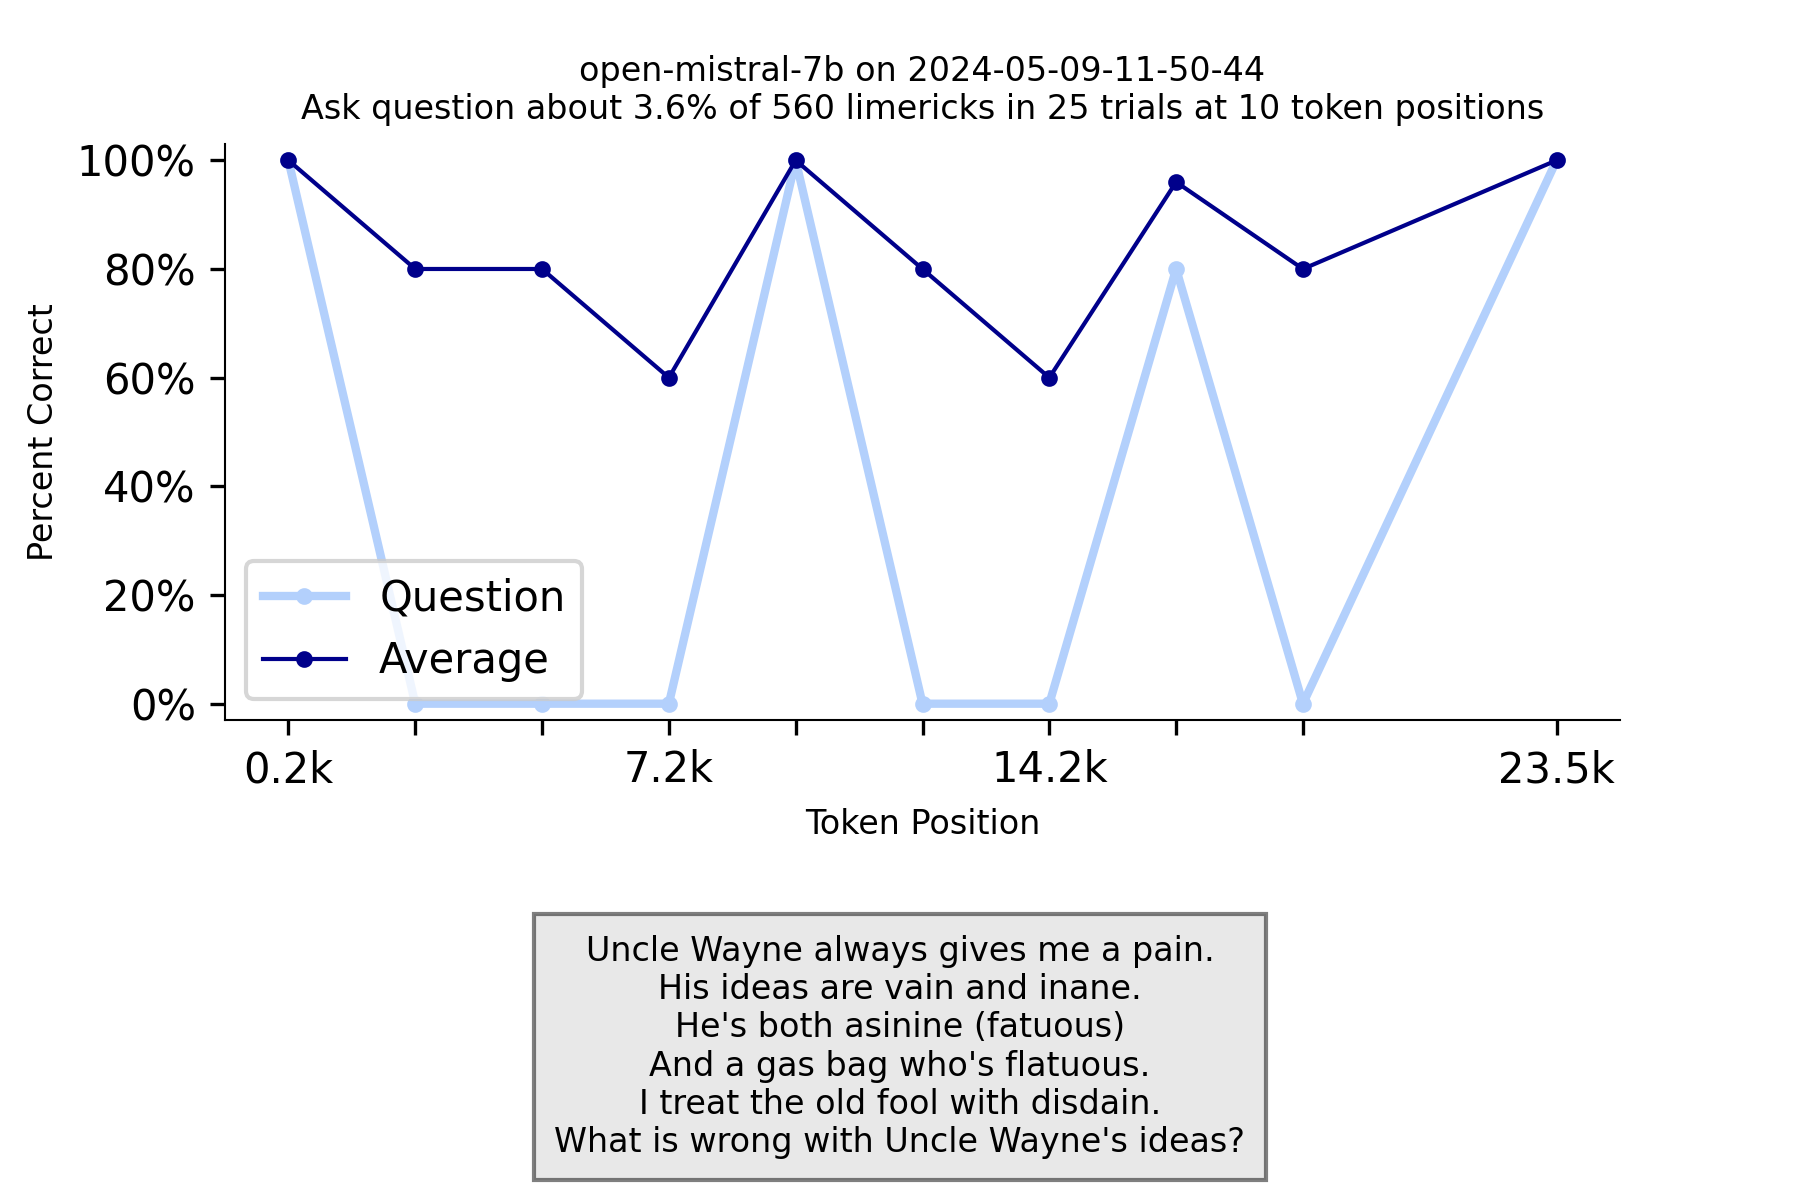 open-mistral-7b on 2024-05-09-11-50-44
Ask question about 3.6% of 560 limericks in 25 trials at 10 token positions
100%
80%
60%
40%
20%
0%
Percent Correct
Question
Average
0.2k
7.2k
14.2k
23.5k
Token Position
Uncle Wayne always gives me a pain.
His ideas are vain and inane.
He's both asinine (fatuous)
And a gas bag who's flatuous.
I treat the old fool with disdain.
What is wrong with Uncle Wayne's ideas?